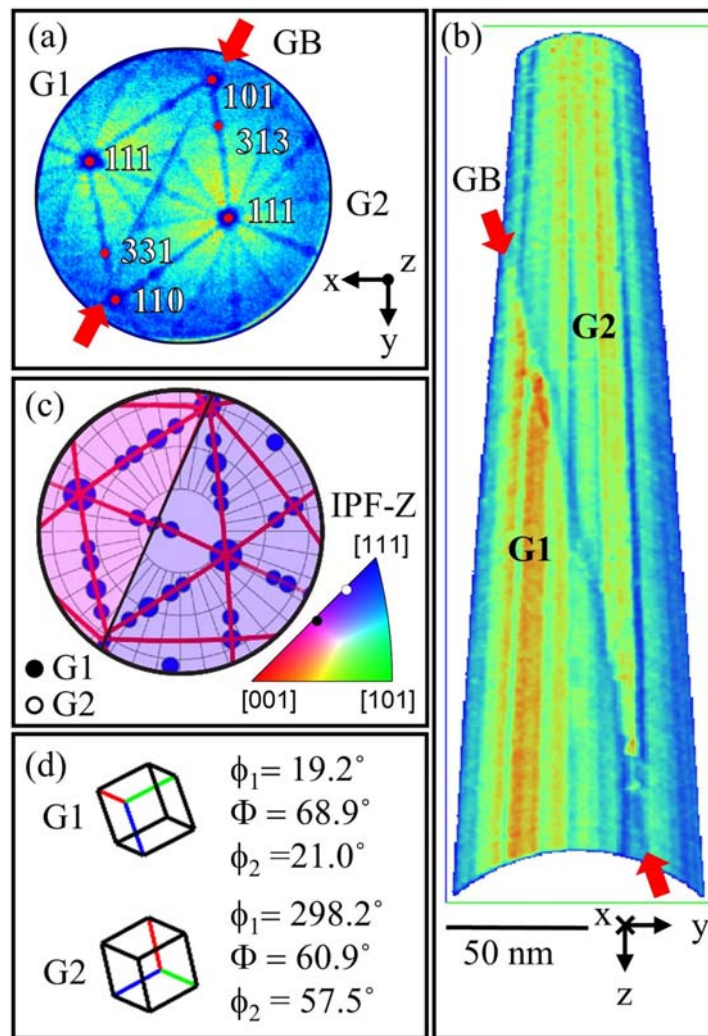 (a)
GB
G1
101
313
111
111
G2
331
110
x
z
y
(b)
GB
G2
G1
x
y
z
50 nm
(c)
IPF-Z
[111]
G1
G2
[001]
[101]
(d)
G1
ϕ₁= 19.2˚
Φ = 68.9˚
ϕ₂ =21.0˚
G2
ϕ₁= 298.2˚
Φ = 60.9˚
ϕ₂= 57.5˚